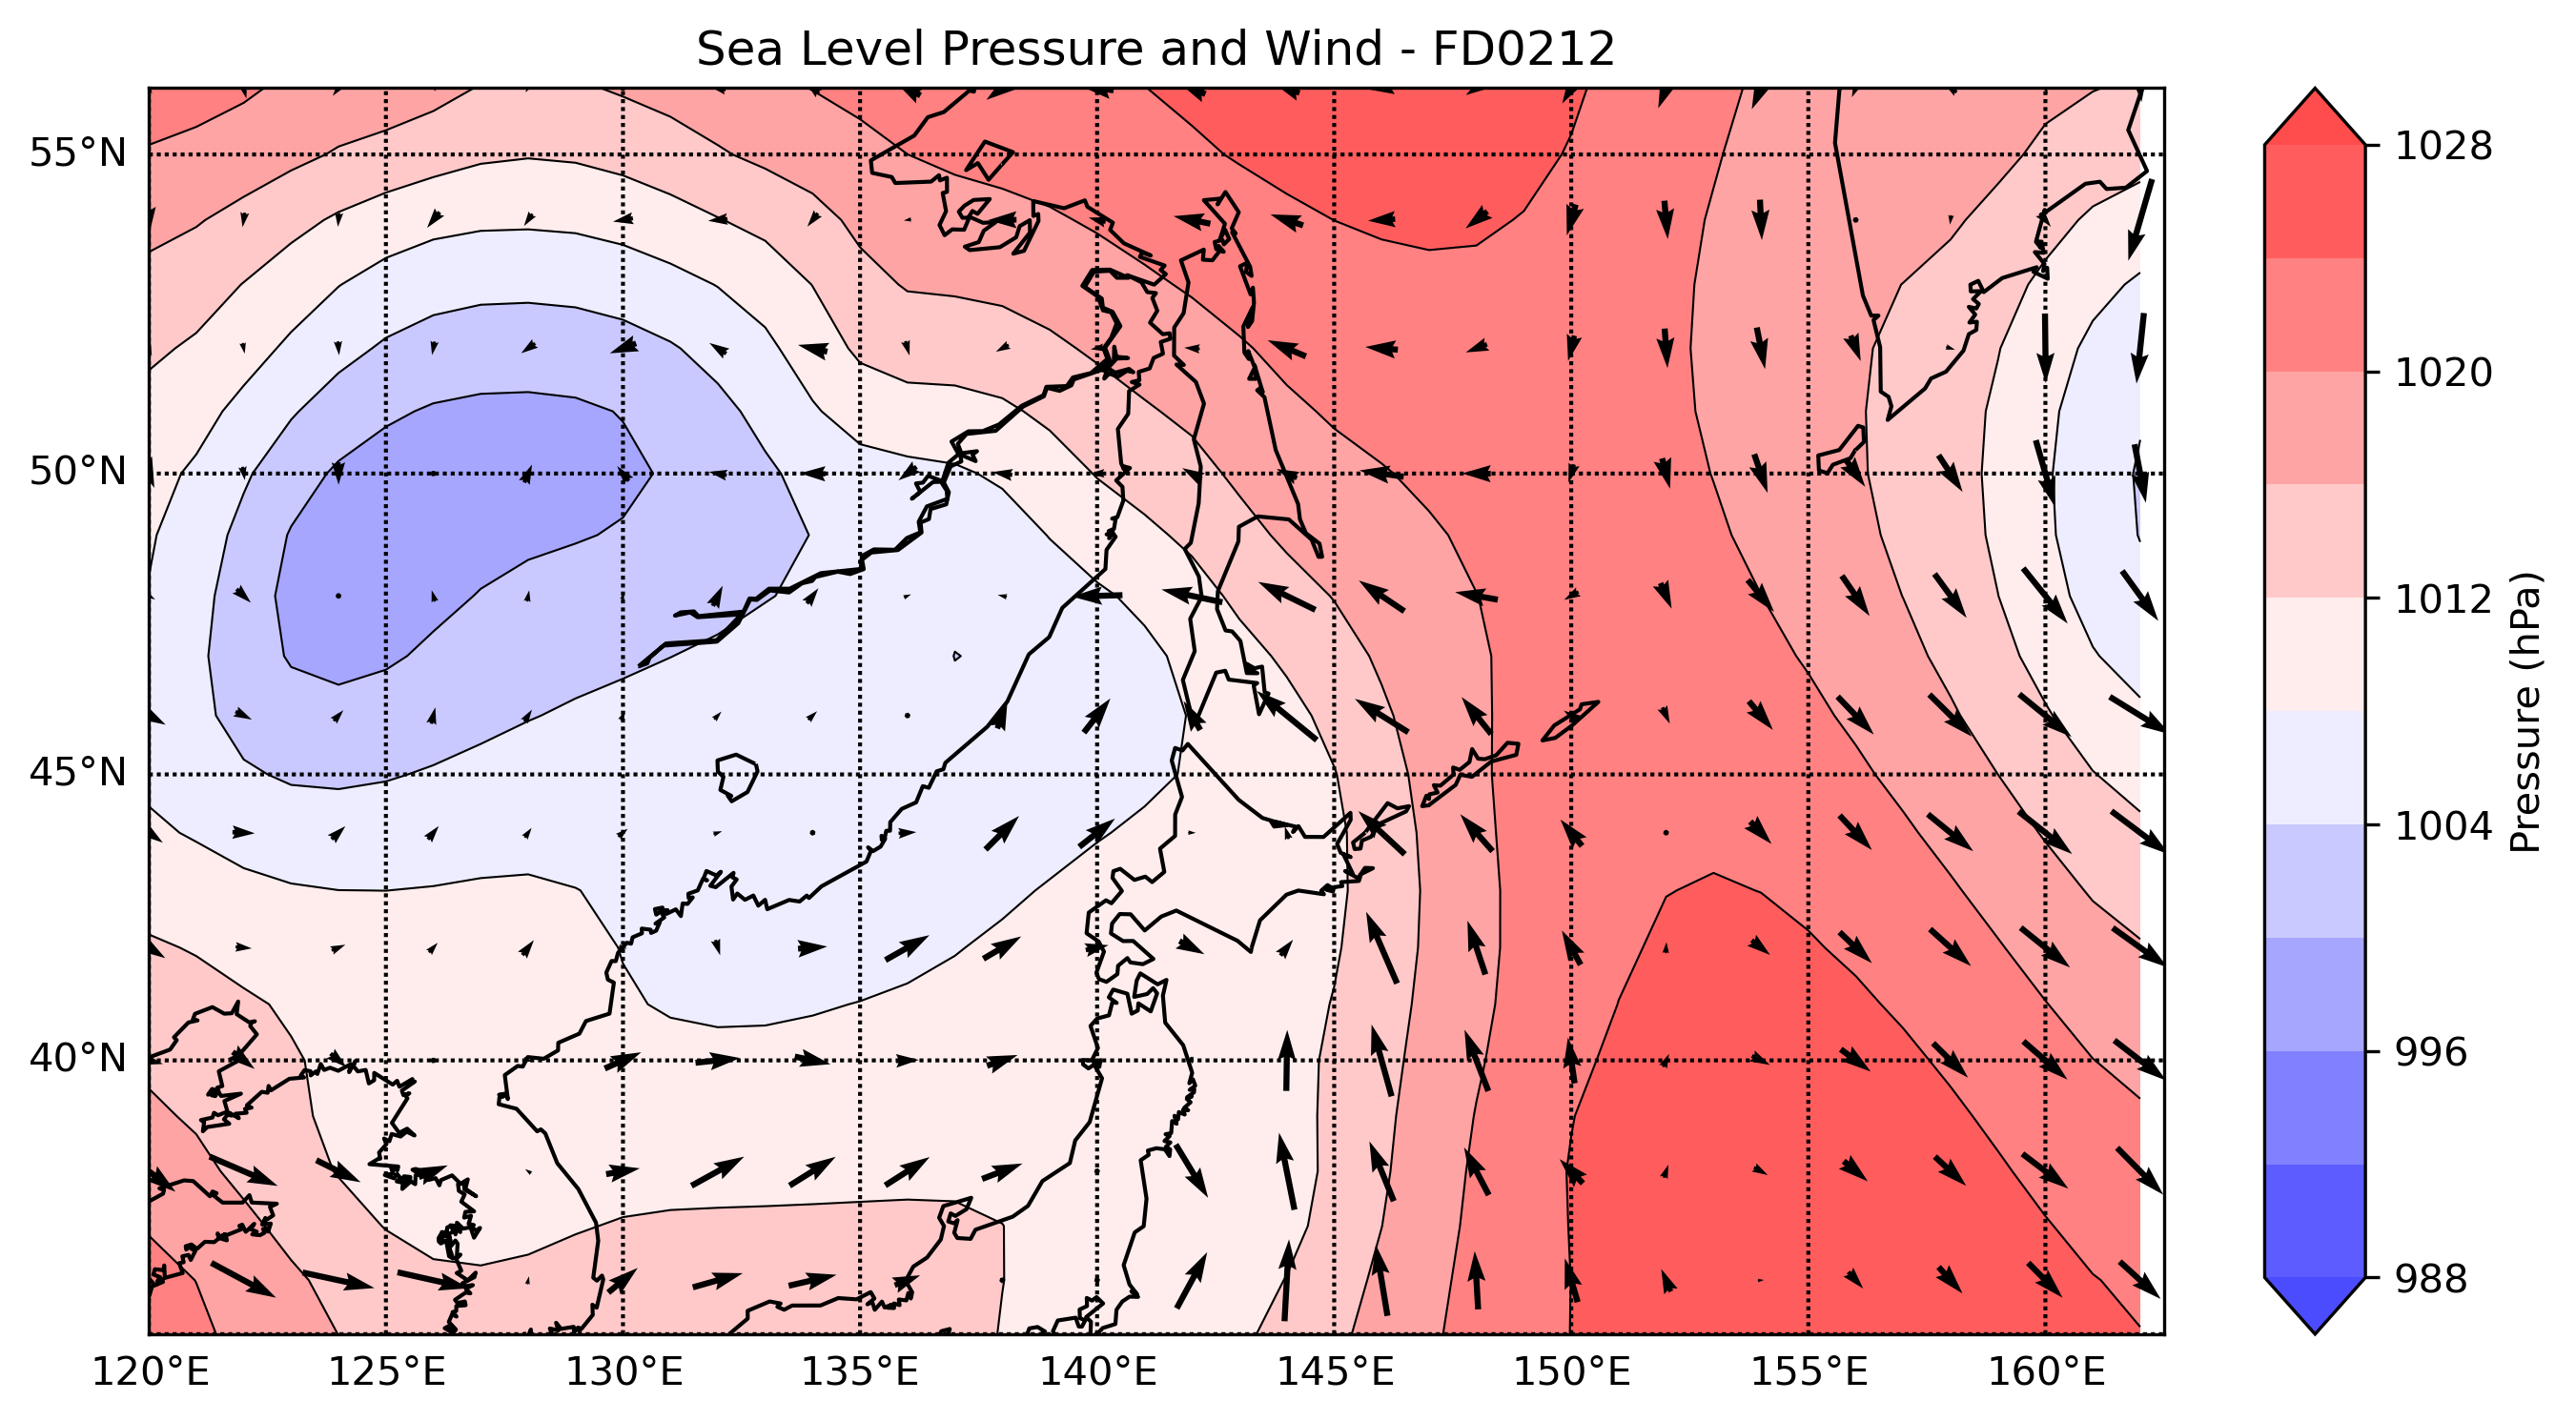 Sea Level Pressure and Wind - FD0212
55°N
50°N
45°N
40°N
120°E 125°E 130°E 135°E 140°E 145°E 150°E 155°E 160°E
1028
1020
1012
1004
996
988
Pressure (hPa)